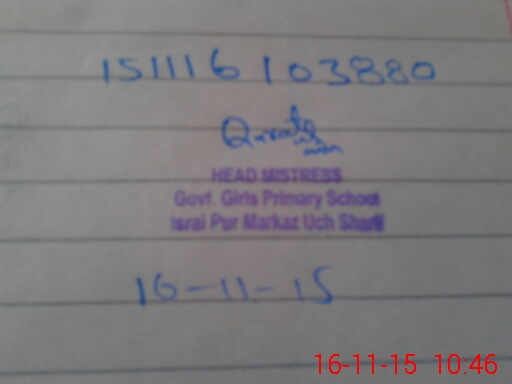 151116103880
HEAD MISTRESS
Govt. Girls Primary School
Israi Pur Markaz Uch Sharif
16-11-15
16-11-15 10:46